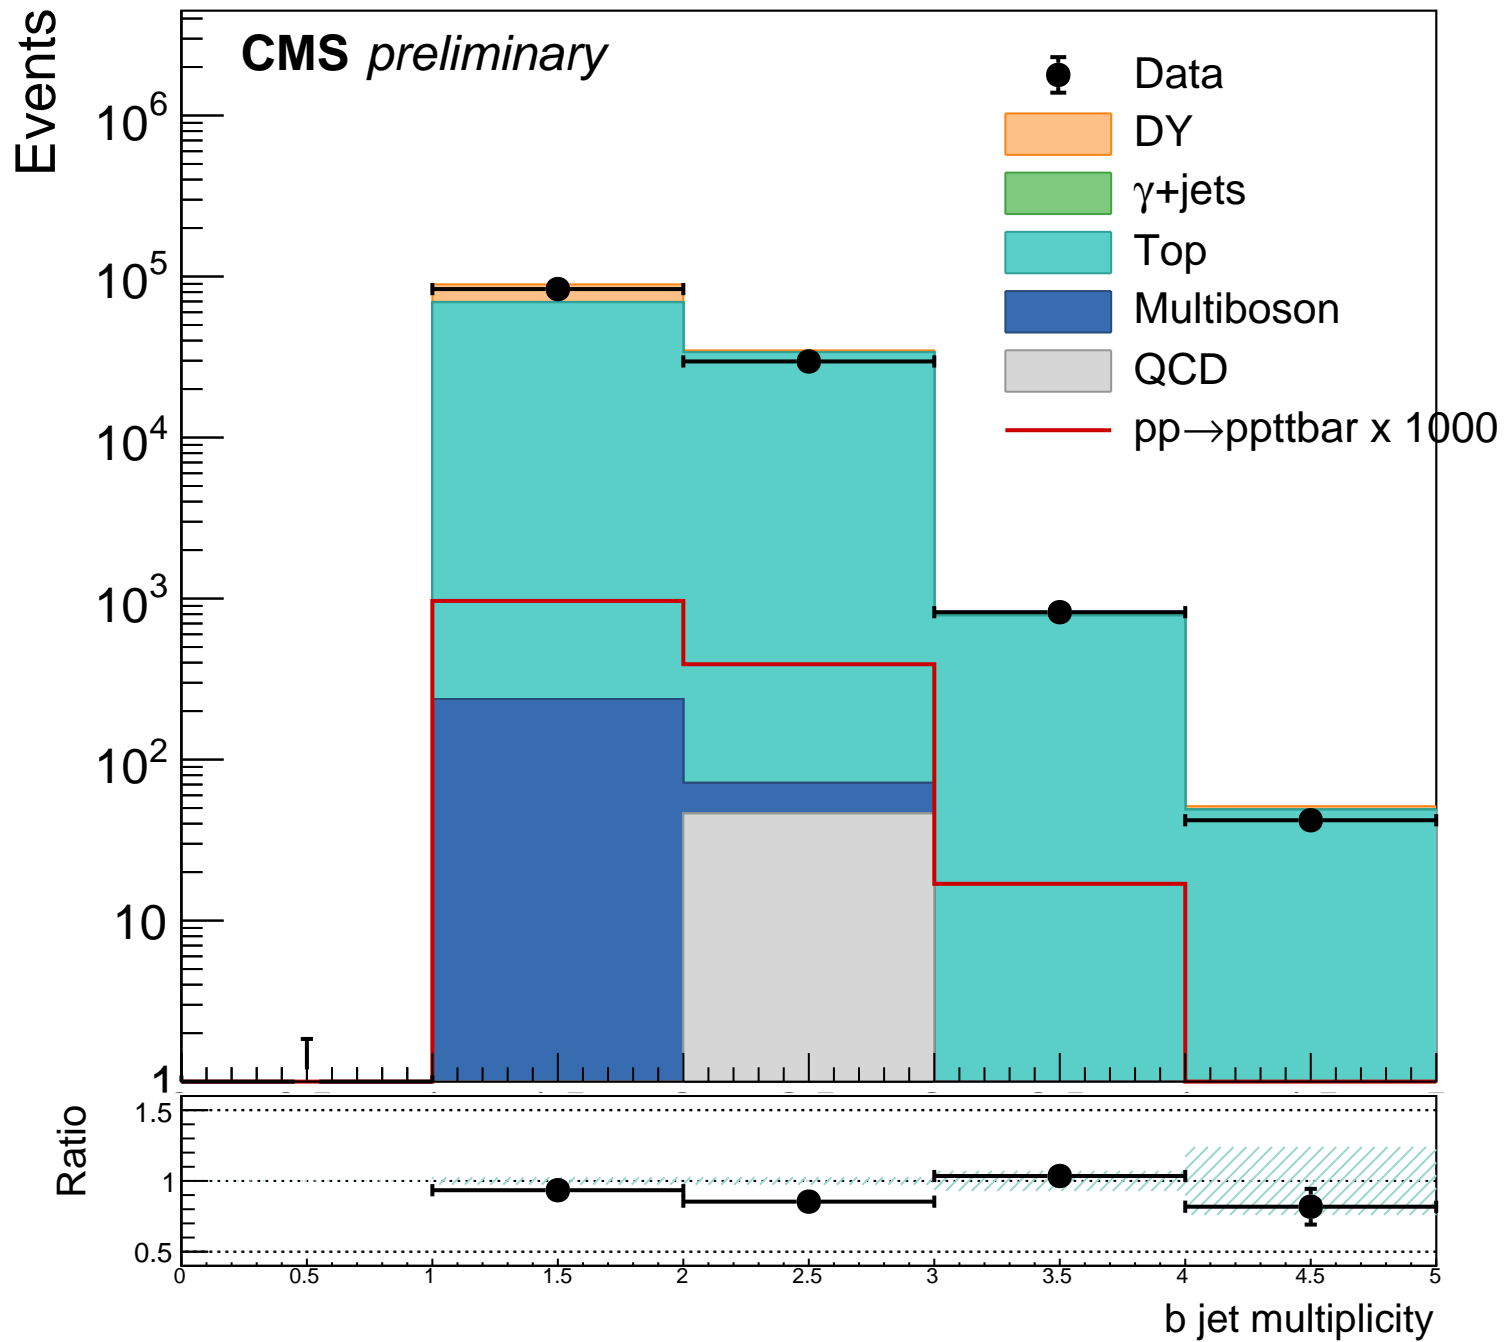 CMS preliminary
Events
10^6
10^5
10^4
10^3
10^2
10
1
Data
DY
γ+jets
Top
Multiboson
QCD
pp→ppttbar x 1000
Ratio
1.5
1
0.5
0 0.5 1 1.5 2 2.5 3 3.5 4 4.5 5
b jet multiplicity